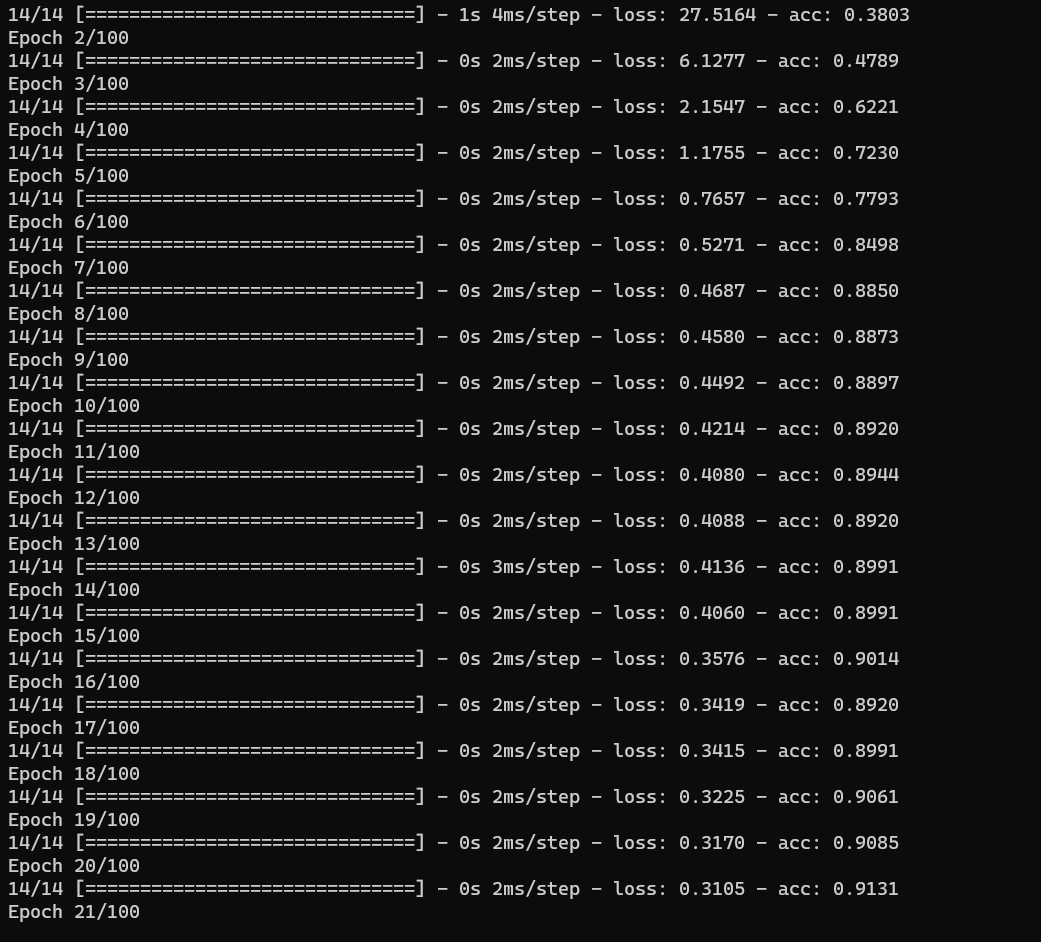 14/14 [==============================] - 1s 4ms/step - loss: 27.5164 - acc: 0.3803
Epoch 2/100
14/14 [==============================] - 0s 2ms/step - loss: 6.1277 - acc: 0.4789
Epoch 3/100
14/14 [==============================] - 0s 2ms/step - loss: 2.1547 - acc: 0.6221
Epoch 4/100
14/14 [==============================] - 0s 2ms/step - loss: 1.1755 - acc: 0.7230
Epoch 5/100
14/14 [==============================] - 0s 2ms/step - loss: 0.7657 - acc: 0.7793
Epoch 6/100
14/14 [==============================] - 0s 2ms/step - loss: 0.5271 - acc: 0.8498
Epoch 7/100
14/14 [==============================] - 0s 2ms/step - loss: 0.4687 - acc: 0.8850
Epoch 8/100
14/14 [==============================] - 0s 2ms/step - loss: 0.4580 - acc: 0.8873
Epoch 9/100
14/14 [==============================] - 0s 2ms/step - loss: 0.4492 - acc: 0.8897
Epoch 10/100
14/14 [==============================] - 0s 2ms/step - loss: 0.4214 - acc: 0.8920
Epoch 11/100
14/14 [==============================] - 0s 2ms/step - loss: 0.4080 - acc: 0.8944
Epoch 12/100
14/14 [==============================] - 0s 2ms/step - loss: 0.4088 - acc: 0.8920
Epoch 13/100
14/14 [==============================] - 0s 3ms/step - loss: 0.4136 - acc: 0.8991
Epoch 14/100
14/14 [==============================] - 0s 2ms/step - loss: 0.4060 - acc: 0.8991
Epoch 15/100
14/14 [==============================] - 0s 2ms/step - loss: 0.3576 - acc: 0.9014
Epoch 16/100
14/14 [==============================] - 0s 2ms/step - loss: 0.3419 - acc: 0.8920
Epoch 17/100
14/14 [==============================] - 0s 2ms/step - loss: 0.3415 - acc: 0.8991
Epoch 18/100
14/14 [==============================] - 0s 2ms/step - loss: 0.3225 - acc: 0.9061
Epoch 19/100
14/14 [==============================] - 0s 2ms/step - loss: 0.3170 - acc: 0.9085
Epoch 20/100
14/14 [==============================] - 0s 2ms/step - loss: 0.3105 - acc: 0.9131
Epoch 21/100